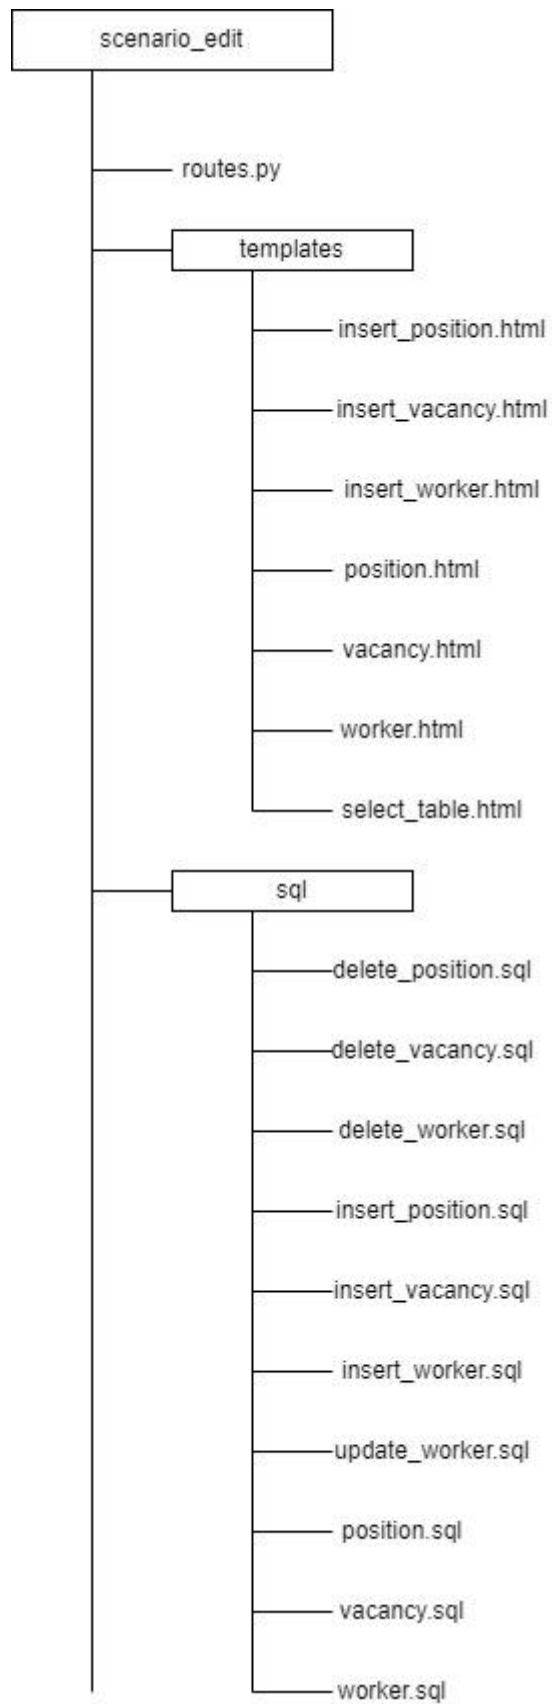 scenario_edit
routes.py
templates
insert_position.html
insert_vacancy.html
insert_worker.html
position.html
vacancy.html
worker.html
select_table.html
sql
delete_position.sql
delete_vacancy.sql
delete_worker.sql
insert_position.sql
insert_vacancy.sql
insert_worker.sql
update_worker.sql
position.sql
vacancy.sql
worker.sql